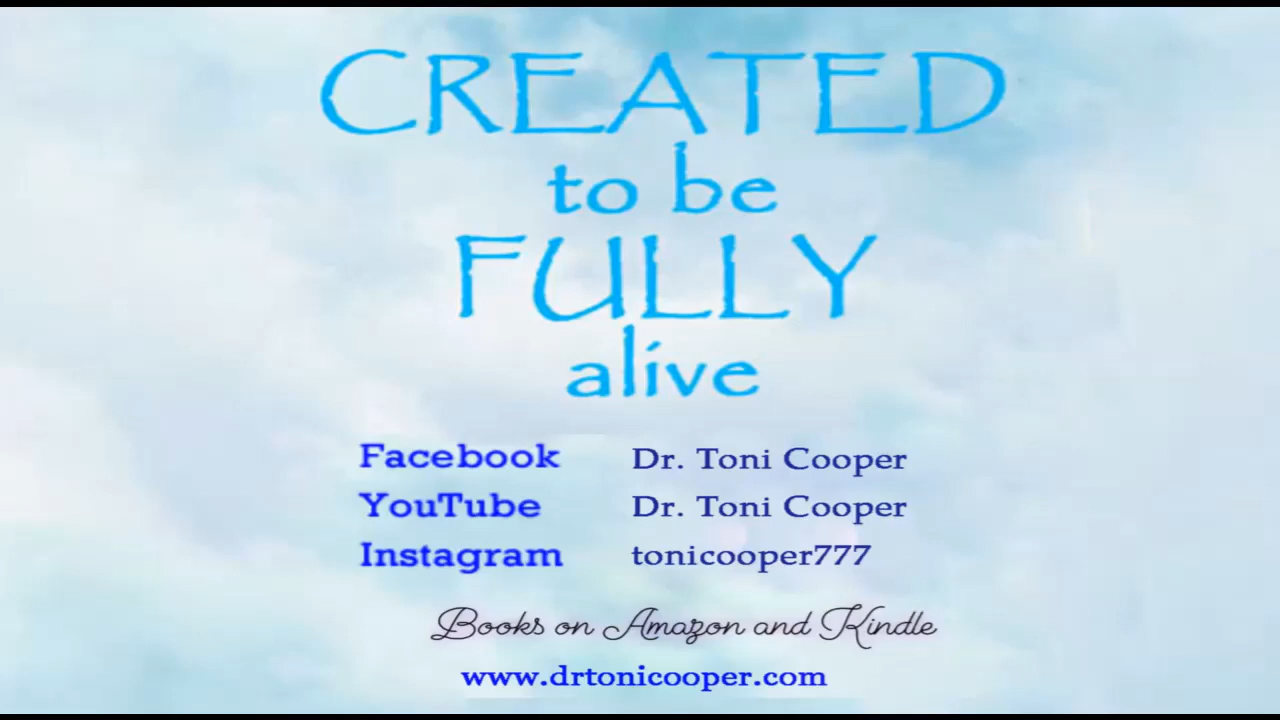 CREATED
to be
FULLY
alive
Facebook Dr. Toni Cooper
YouTube Dr. Toni Cooper
Instagram tonicooper777
Books on Amazon and Kindle
www.drtonicooper.com